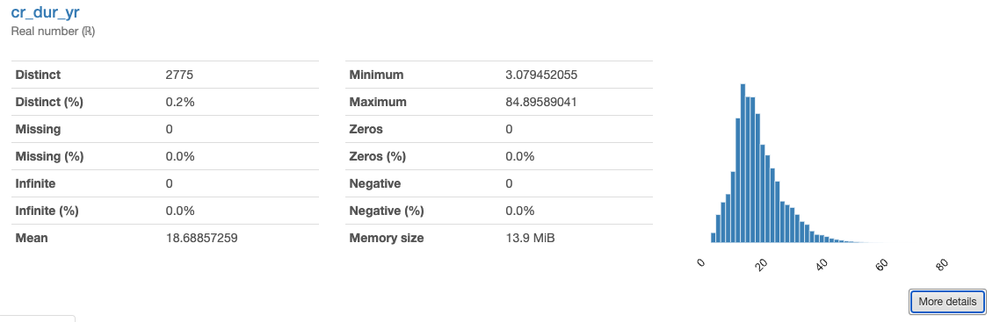 cr_dur_yr
Real number (ℝ)
Distinct 2775
Distinct (%) 0.2%
Missing 0
Missing (%) 0.0%
Infinite 0
Infinite (%) 0.0%
Mean 18.68857259
Minimum 3.079452055
Maximum 84.89589041
Zeros 0
Zeros (%) 0.0%
Negative 0
Negative (%) 0.0%
Memory size 13.9 MiB
0 20 40 60 80
More details